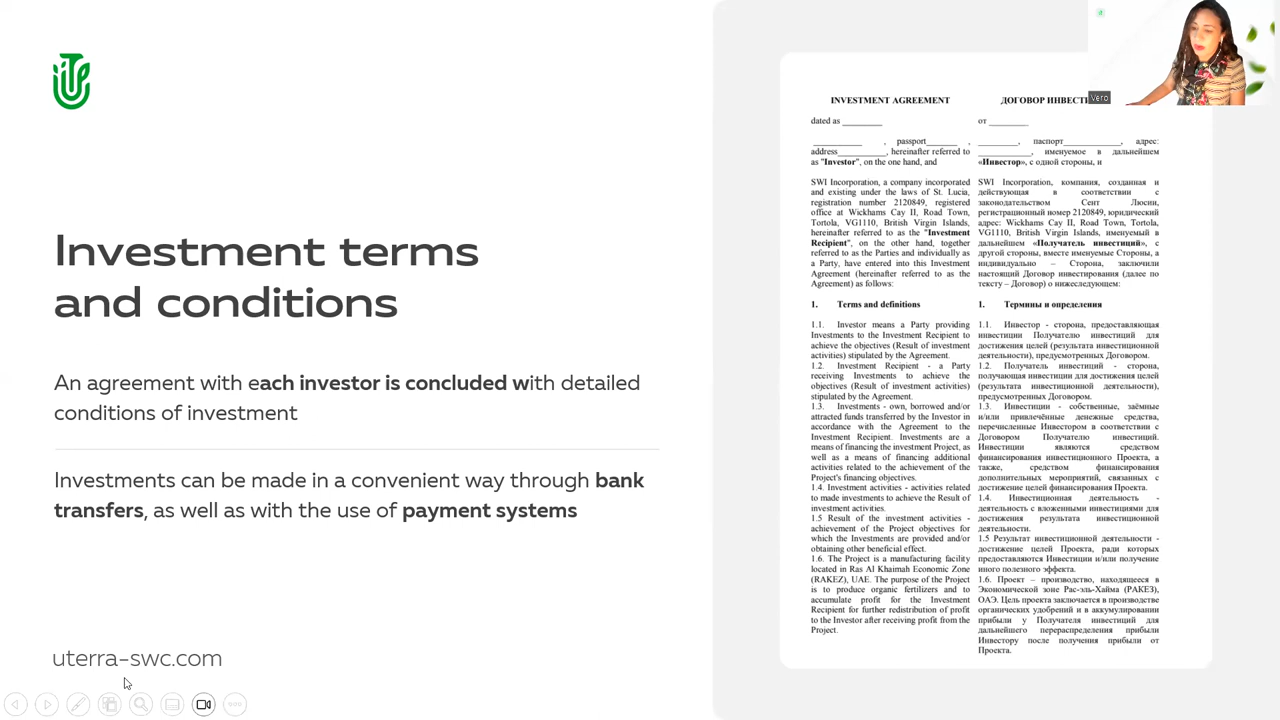 Investment terms
and conditions
An agreement with each investor is concluded with detailed
conditions of investment
Investments can be made in a convenient way through bank
transfers, as well as with the use of payment systems
uterra-swc.com
INVESTMENT AGREEMENT
dated as ________
__________ , passport______ ,
address__________, hereinafter referred to
as "Investor", on the one hand, and
SWI Incorporation, a company incorporated
and existing under the laws of St. Lucia,
registration number 2120849, registered
office at Wickhams Cay II, Road Town,
Tortola, VG1110, British Virgin Islands,
hereinafter referred to as the "Investment
Recipient", on the other hand, together
referred to as the Parties and individually as
a Party, have entered into this Investment
Agreement (hereinafter referred to as the
Agreement) as follows:
1. Terms and definitions
1.1. Investor means a Party providing
Investments to the Investment Recipient to
achieve the objectives (Result of investment
activities) stipulated by the Agreement.
1.2. Investment Recipient - a Party
receiving Investments to achieve the
objectives (Result of investment activities)
stipulated by the Agreement.
1.3. Investments - own, borrowed and/or
attracted funds transferred by the Investor in
accordance with the Agreement to the
Investment Recipient. Investments are a
means of financing the investment Project, as
well as a means of financing additional
activities related to the achievement of the
Project's financing objectives.
1.4. Investment activities - activities related
to made investments to achieve the Result of
investment activities.
1.5 Result of the investment activities -
achievement of the Project objectives for
which the Investments are provided and/or
obtaining other beneficial effect.
1.6. The Project is a manufacturing facility
located in Ras Al Khaimah Economic Zone
(RAKEZ), UAE. The purpose of the Project
is to produce organic fertilizers and to
accumulate profit for the Investment
Recipient for further redistribution of profit
to the Investor after receiving profit from the
Project.
ДОГОВОР ИНВЕСТИ
от ________
________, паспорт___________, адрес:
___________, именуемое в дальнейшем
«Инвестор», с одной стороны, и
SWI Incorporation, компания, созданная и
действующая в соответствии с
законодательством Сент Люсии,
регистрационный номер 2120849, юридический
адрес: Wickhams Cay II, Road Town, Tortola,
VG1110, British Virgin Islands, именуемый в
дальнейшем «Получатель инвестиций», с
другой стороны, вместе именуемые Стороны, а
индивидуально – Сторона, заключили
настоящий Договор инвестирования (далее по
тексту – Договор) о нижеследующем:
1. Термины и определения
1.1. Инвестор - сторона, предоставляющая
инвестиции Получателю инвестиций для
достижения целей (результата инвестиционной
деятельности), предусмотренных Договором.
1.2. Получатель инвестиций - сторона,
получающая инвестиции для достижения целей
(результата инвестиционной деятельности),
предусмотренных Договором.
1.3. Инвестиции - собственные, заёмные
и/или привлечённые денежные средства,
перечисленные Инвестором в соответствии с
Договором Получателю инвестиций.
Инвестиции являются средством
финансирования инвестиционного Проекта, а
также, средством финансирования
дополнительных мероприятий, связанных с
достижение целей финансирования Проекта.
1.4. Инвестиционная деятельность -
деятельность с вложенными инвестициями для
достижения результата инвестиционной
деятельности.
1.5 Результат инвестиционной деятельности -
достижение целей Проекта, ради которых
предоставляются Инвестиции и/или получение
иного полезного эффекта.
1.6. Проект – производство, находящееся в
Экономической зоне Рас-эль-Хайма (РАКЕЗ),
ОАЭ. Цель проекта заключается в производстве
органических удобрений и в аккумулировании
прибыли у Получателя инвестиций для
дальнейшего перераспределения прибыли
Инвестору после получения прибыли от
Проекта.
Vero